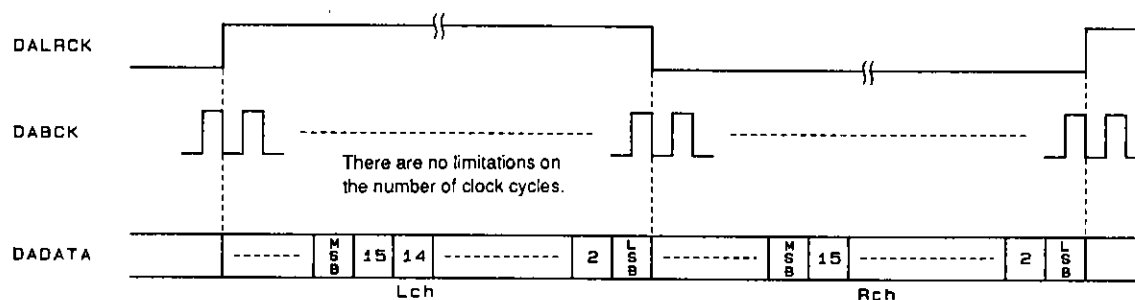 DALRCK
DABCK
There are no limitations on
the number of clock cycles.
DADATA
MSB 15 14 2 LSB MSB 15 2 LSB
Lch Rch